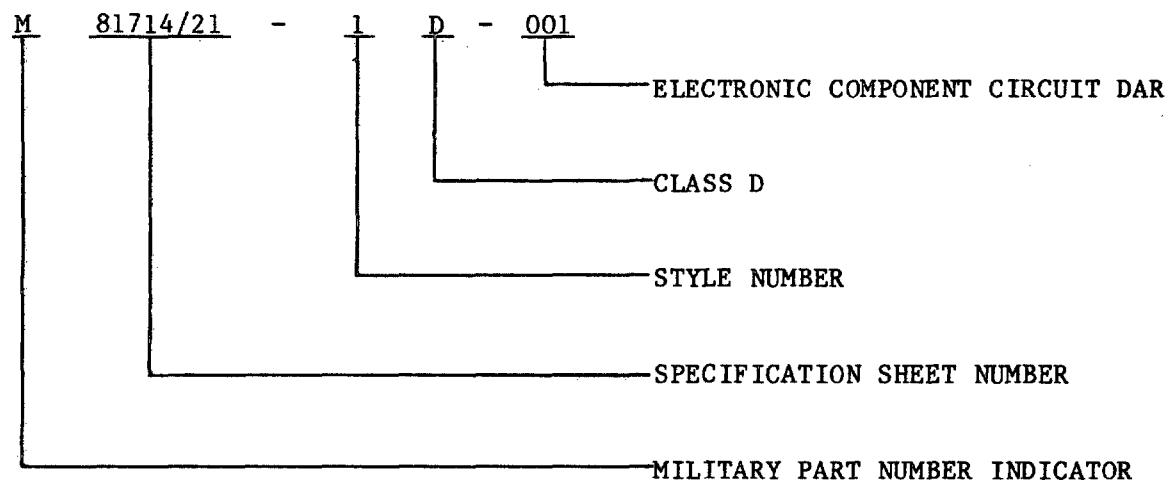 M 81714/21 - 1 D - 001
ELECTRONIC COMPONENT CIRCUIT DAR
CLASS D
STYLE NUMBER
SPECIFICATION SHEET NUMBER
MILITARY PART NUMBER INDICATOR